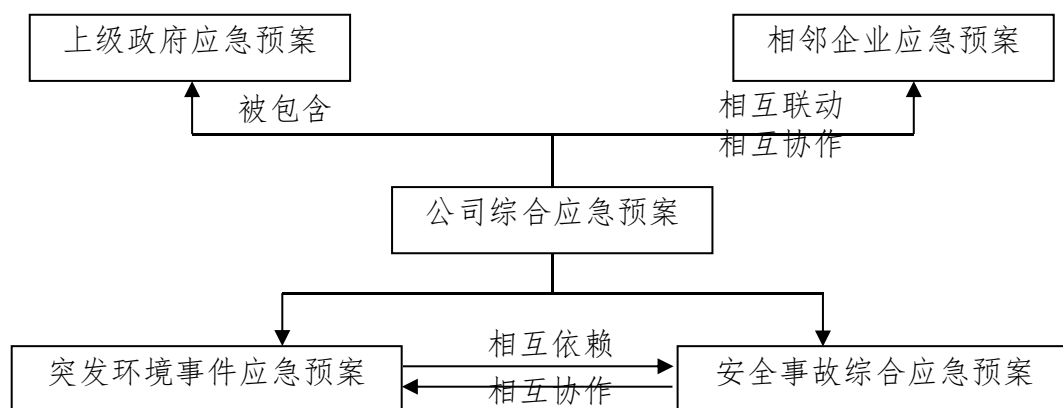 上级政府应急预案
相邻企业应急预案
被包含
相互联动
相互协作
公司综合应急预案
突发环境事件应急预案
相互依赖
相互协作
安全事故综合应急预案